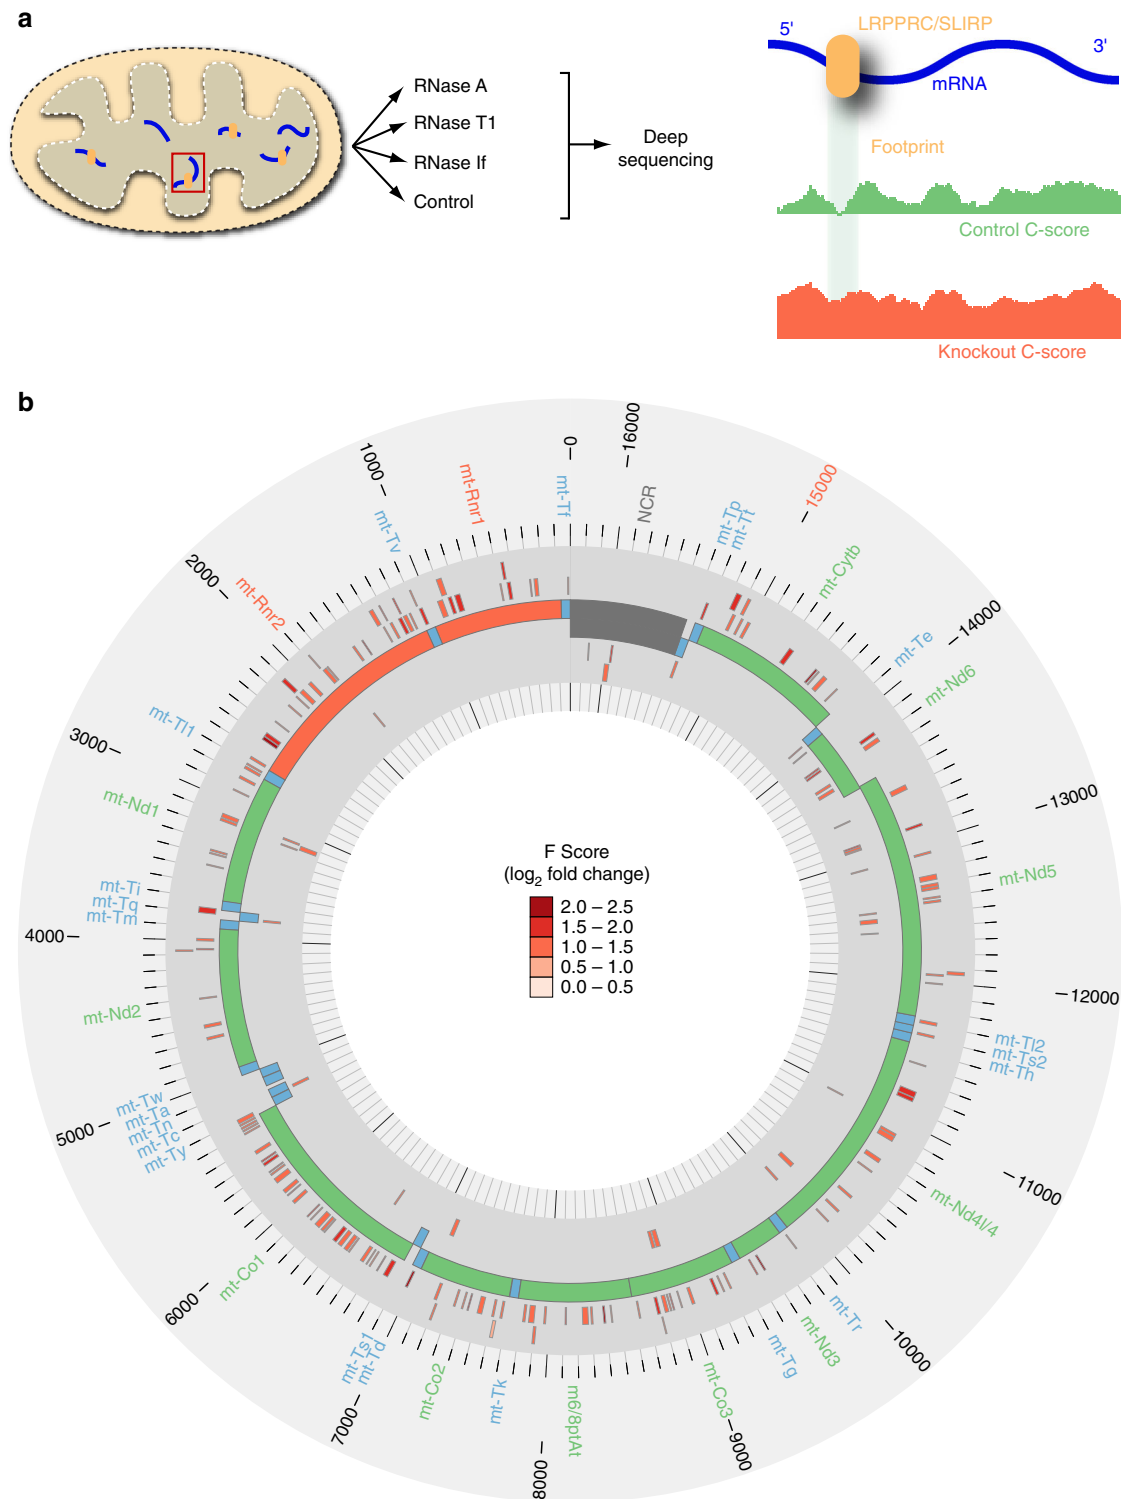 a
RNase A
RNase T1
RNase If
Control
Deep
sequencing
5'
LRPPRC/SLIRP
3'
mRNA
Footprint
Control C-score
Knockout C-score
b
0
16000
15000
14000
13000
12000
11000
10000
9000
8000
7000
6000
5000
4000
3000
2000
1000
mt-Tf
NCR
mt-Tp
mt-Tt
mt-Cytb
mt-Te
mt-Nd6
mt-Nd5
mt-Tl2
mt-Ts2
mt-Th
mt-Nd4l/4
mt-Tr
mt-Nd3
mt-Tg
mt-Co3
m6/8ptAt
mt-Tk
mt-Co2
mt-Td
mt-Ts1
mt-Co1
mt-Ty
mt-Tc
mt-Tn
mt-Ta
mt-Tw
mt-Nd2
mt-Tm
mt-Tq
mt-Ti
mt-Nd1
mt-Tl1
mt-Rnr2
mt-Tv
mt-Rnr1
F Score
(log2 fold change)
2.0 – 2.5
1.5 – 2.0
1.0 – 1.5
0.5 – 1.0
0.0 – 0.5